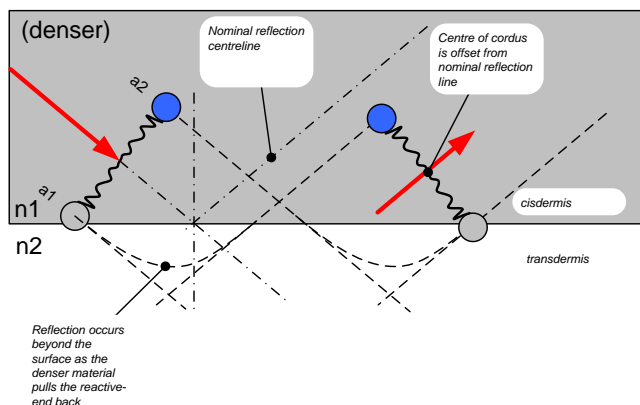 (denser)
Nominal reflection
centreline
Centre of cordus
is offset from
nominal reflection
line
a2
a1
n1
cisdermis
n2
transdermis
Reflection occurs
beyond the
surface as the
denser material
pulls the reactive-
end back